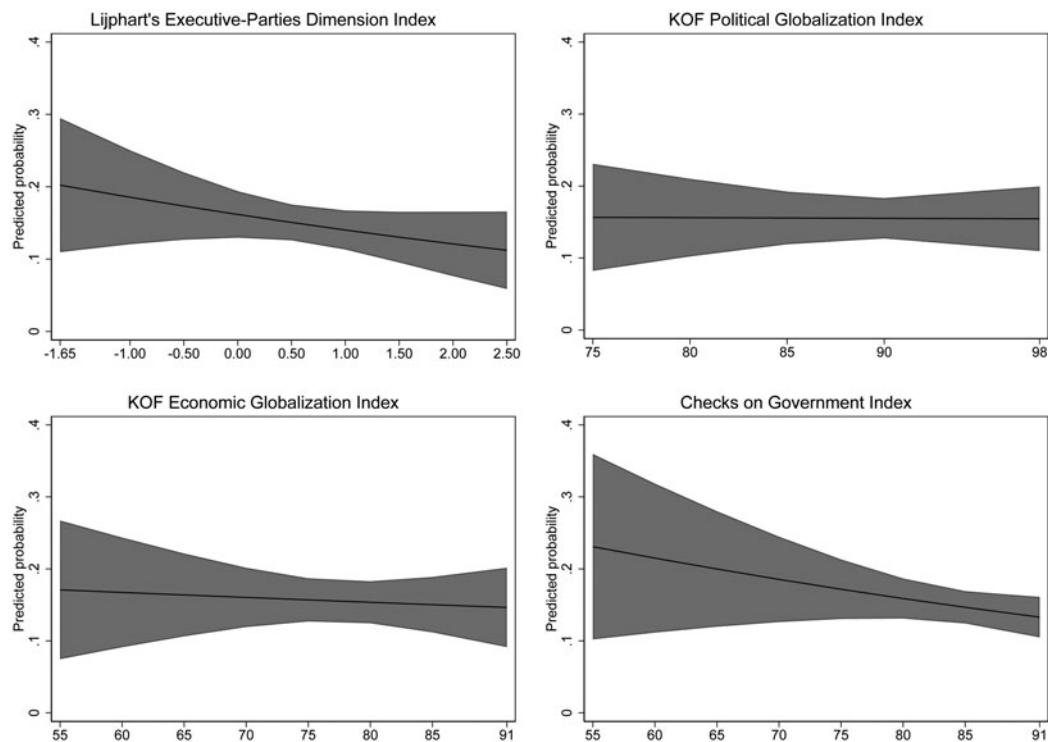 Lijphart's Executive-Parties Dimension Index
Predicted probability
0 .1 .2 .3 .4
-1.65 -1.00 -0.50 0.00 0.50 1.00 1.50 2.00 2.50
KOF Political Globalization Index
Predicted probability
0 .1 .2 .3 .4
75 80 85 90 98
KOF Economic Globalization Index
Predicted probability
0 .1 .2 .3 .4
55 60 65 70 75 80 85 91
Checks on Government Index
Predicted probability
0 .1 .2 .3 .4
55 60 65 70 75 80 85 91